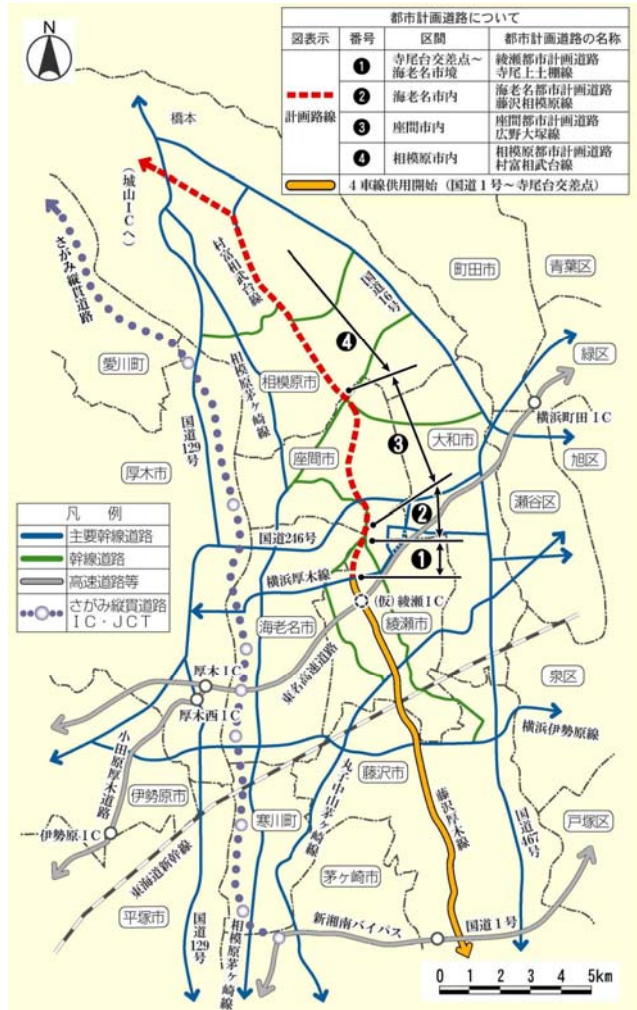 N
都市計画道路について
図表示
番号
区間
都市計画道路の名称
計画路線
❶
寺尾台交差点～
海老名市境
綾瀬都市計画道路
寺尾上土棚線
❷
海老名市内
海老名都市計画道路
藤沢相模原線
❸
座間市内
座間都市計画道路
広野大塚線
❹
相模原市内
相模原都市計画道路
村富相武台線
4車線供用開始（国道1号～寺尾台交差点）
橋本
（城山ICへ）
さがみ縦貫道路
村富相武台線
国道16号
町田市
青葉区
緑区
❹
愛川町
相模原市
相模原茅ヶ崎線
国道129号
横浜町田IC
❸
大和市
旭区
座間市
厚木市
瀬谷区
❷
凡例
主要幹線道路
幹線道路
高速道路等
さがみ縦貫道路
IC・JCT
国道246号
❶
横浜厚木線
(仮)綾瀬IC
海老名市
綾瀬市
東名高速道路
厚木IC
厚木西IC
泉区
横浜伊勢原線
小田原厚木道路
藤沢市
丸子中山茅ヶ崎線
藤沢厚木線
伊勢原市
寒川町
伊勢原IC
東海道新幹線
国道467号
戸塚区
茅ヶ崎市
平塚市
新湘南バイパス
国道1号
国道129号
相模原茅ヶ崎線
0 1 2 3 4 5km